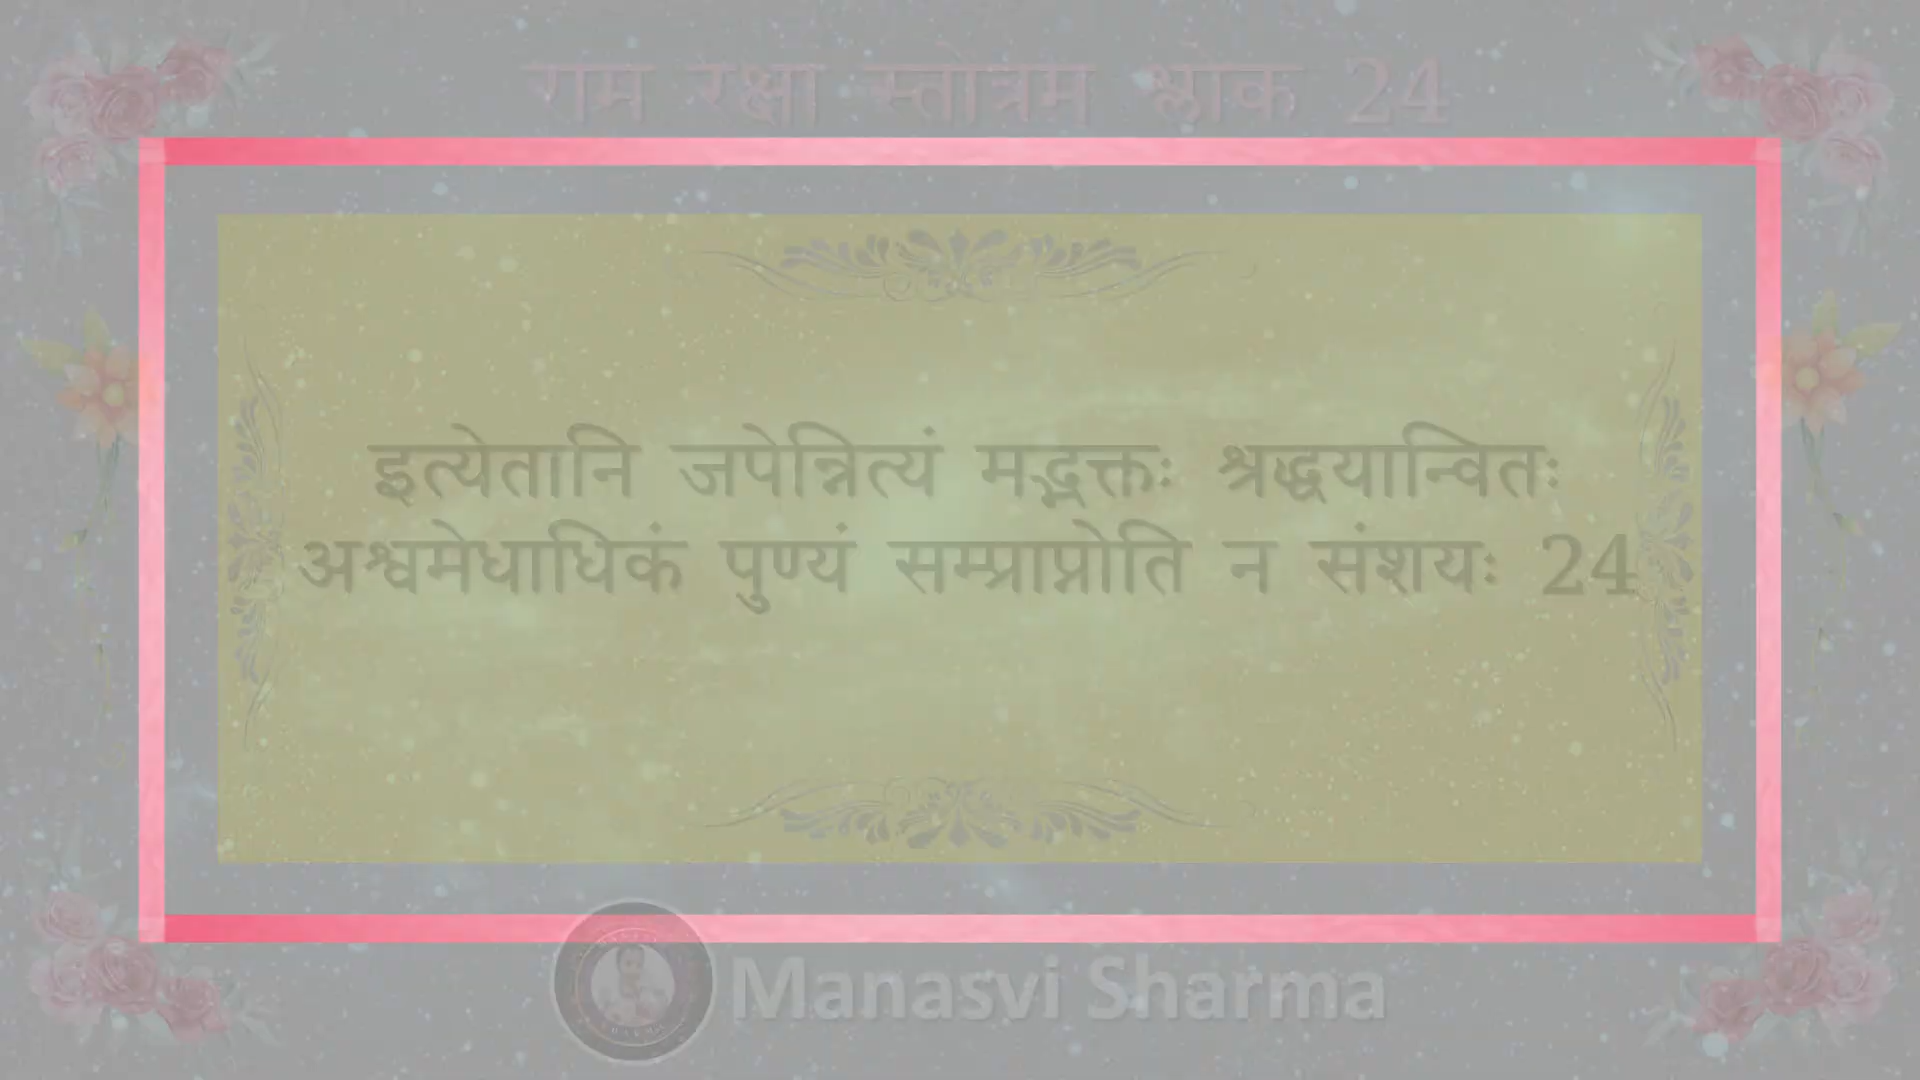 राम रक्षा स्तोत्रम श्लोक 24
इत्येतानि जपेन्नित्यं मद्भक्तः श्रद्धयान्वितः
अश्वमेधाधिकं पुण्यं सम्प्राप्नोति न संशयः 24
Manasvi Sharma